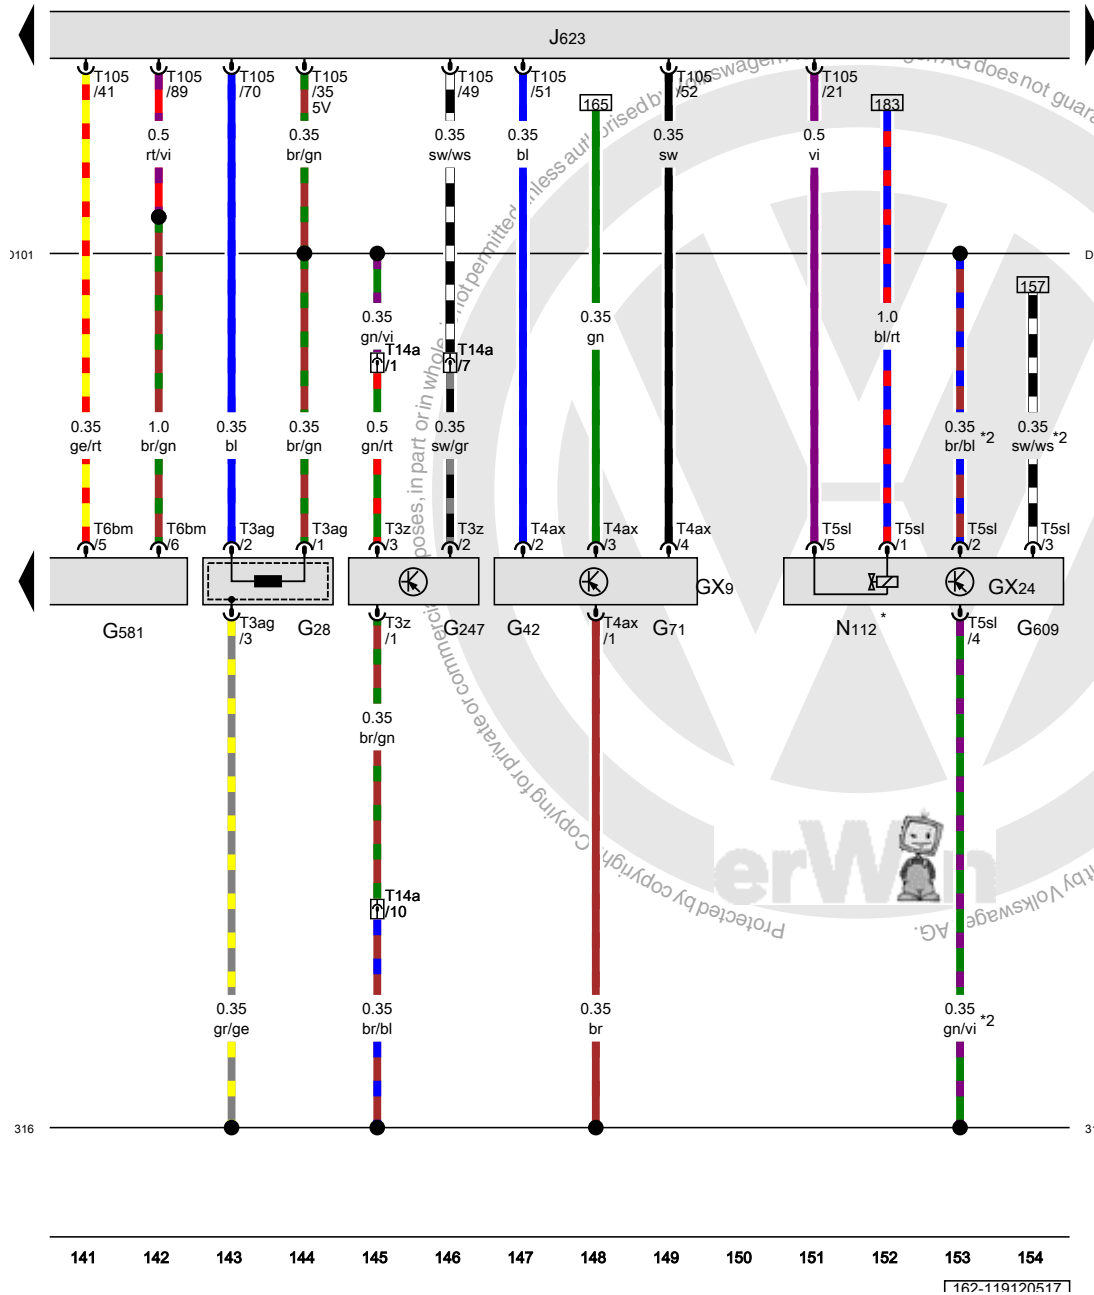 J623
T105 /41
T105 /89
T105 /70
T105 /35 5V
T105 /49
T105 /51
T105 /52
T105 /21
165
183
0.5 rt/vi
0.35 br/gn
0.35 sw/ws
0.35 bl
0.35 sw
0.5 vi
D
157
0.35 gn/vi
0.35 gn
1.0 bl/rt
T14a /1
T14a /7
0.35 ge/rt
1.0 br/gn
0.35 bl
0.35 br/gn
0.5 gn/rt
0.35 sw/gr
0.35 br/bl *2
0.35 sw/ws *2
T6bm /5
T6bm /6
T3ag /2
T3ag /1
T3z /3
T3z /2
T4ax /2
T4ax /3
T4ax /4
T5sl /5
T5sl /1
T5sl /2
T5sl /3
GX9
GX24
G581
T3ag /3
G28
T3z /1
G247
G42
T4ax /1
G71
N112 *
T5sl /4
G609
0.35 br/gn
T14a /10
erWin
0.35 gr/ge
0.35 br/bl
0.35 br
0.35 gn/vi *2
316
141 142 143 144 145 146 147 148 149 150 151 152 153 154
162-119120517